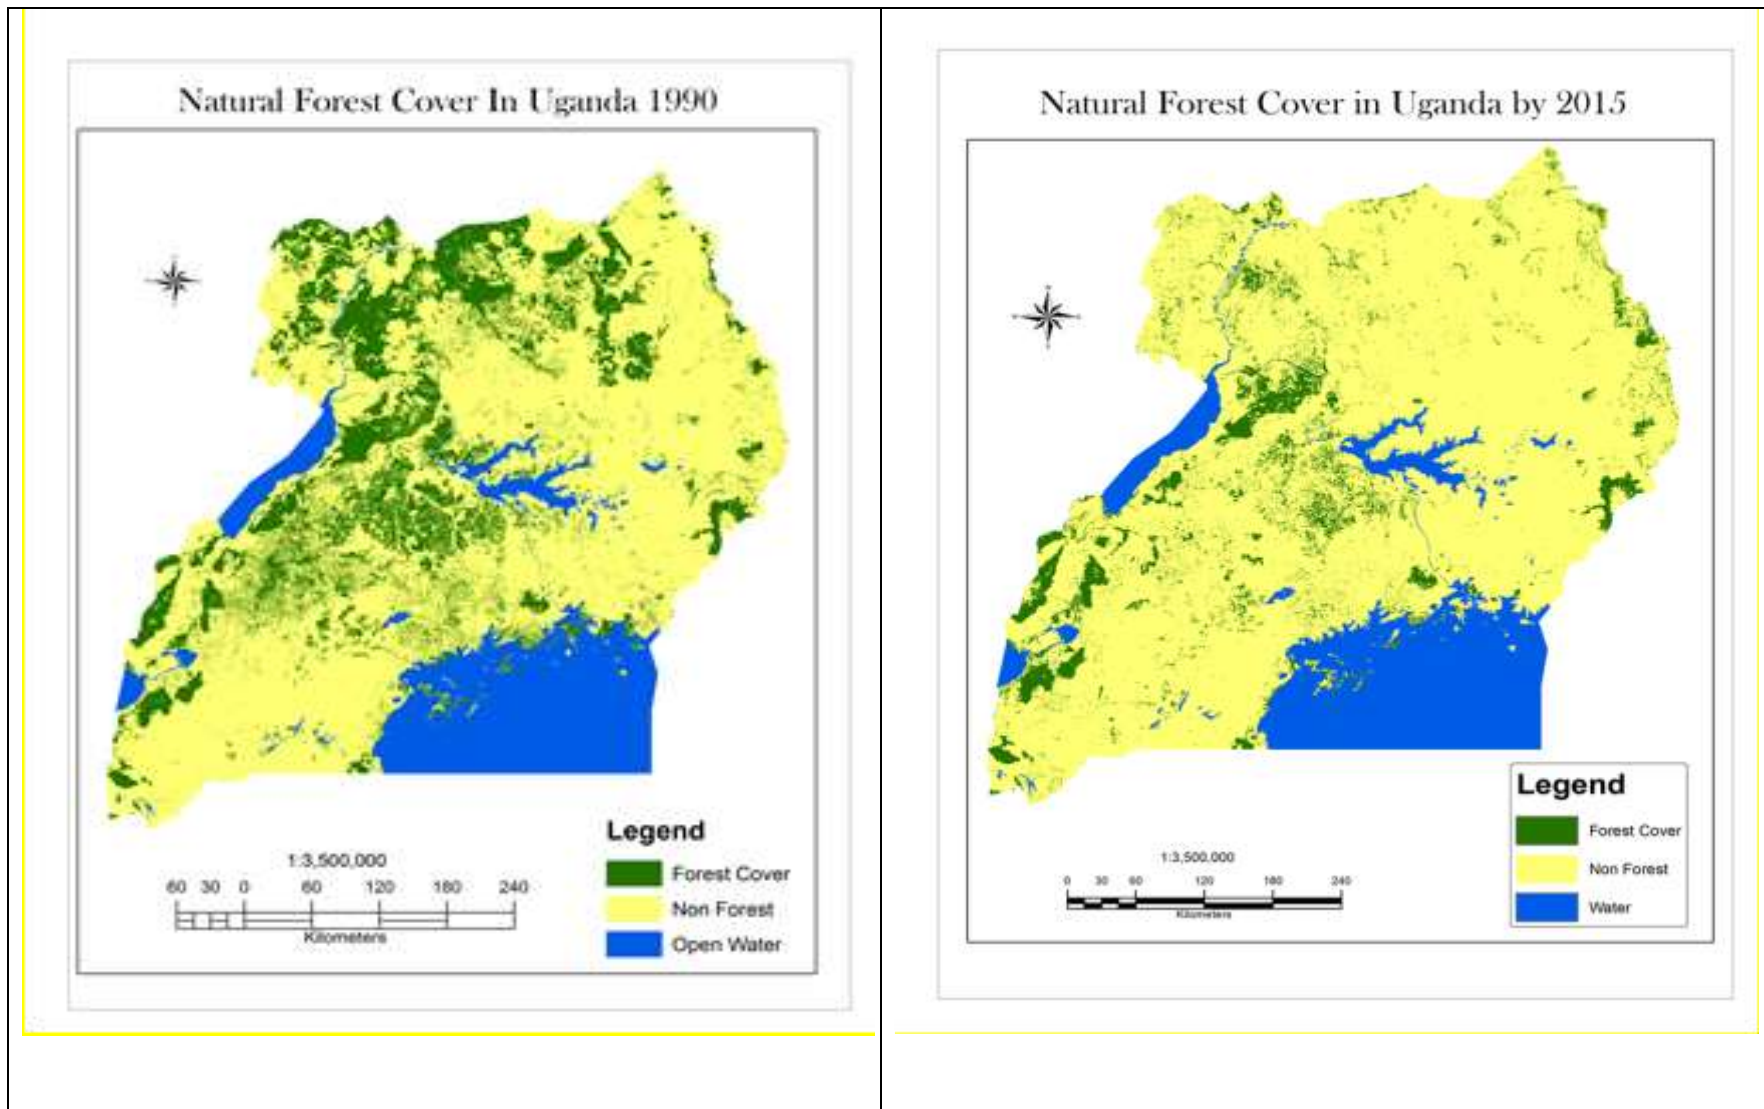 Natural Forest Cover In Uganda 1990
1:3,500,000
60 30 0 60 120 180 240
Kilometers
Legend
Forest Cover
Non Forest
Open Water
Natural Forest Cover in Uganda by 2015
1:3,500,000
0 30 60 120 180 240
Kilometers
Legend
Forest Cover
Non Forest
Water